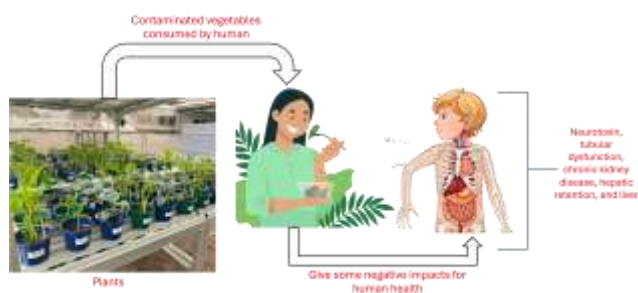 Contaminated vegetables
consumed by human
Neurotoxin,
tubular
dysfunction,
chronic kidney
disease, hepatic
retention, and liver
Plants
Give some negative impacts for
human health